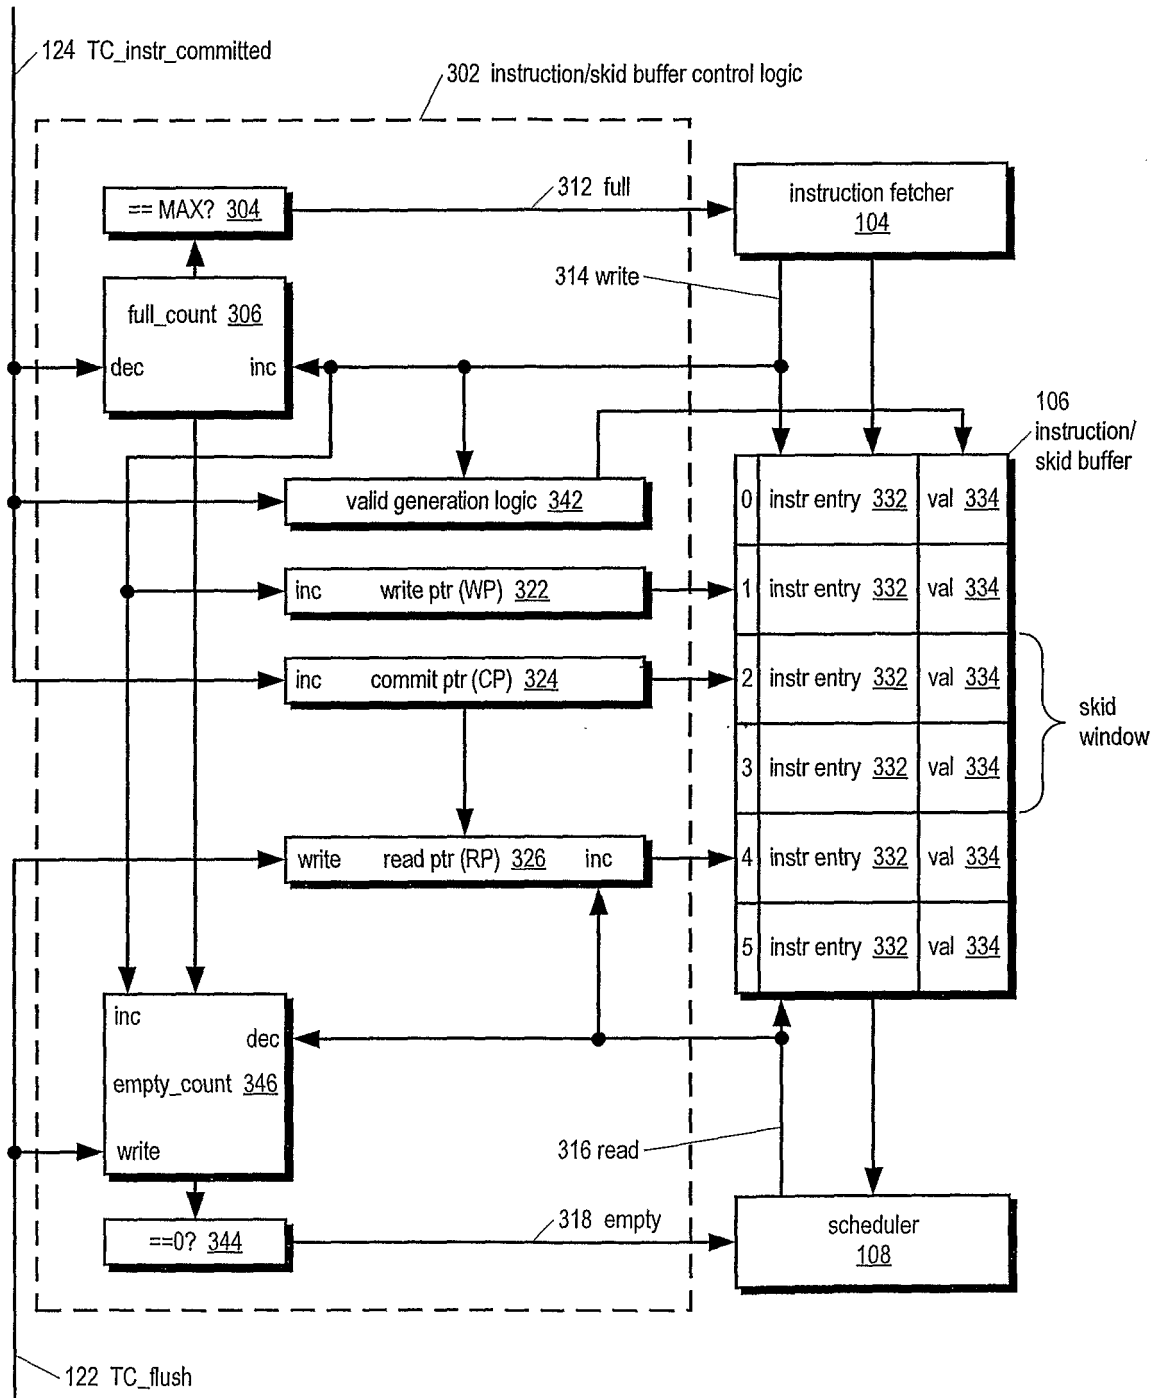 124 TC_instr_committed
302 instruction/skid buffer control logic
== MAX? 304
312 full
instruction fetcher
104
314 write
full_count 306
dec inc
106
instruction/
skid buffer
valid generation logic 342
0 instr entry 332 val 334
inc write ptr (WP) 322
1 instr entry 332 val 334
inc commit ptr (CP) 324
2 instr entry 332 val 334
skid
window
3 instr entry 332 val 334
write read ptr (RP) 326 inc
4 instr entry 332 val 334
5 instr entry 332 val 334
inc
dec
empty_count 346
write
316 read
==0? 344
318 empty
scheduler
108
122 TC_flush